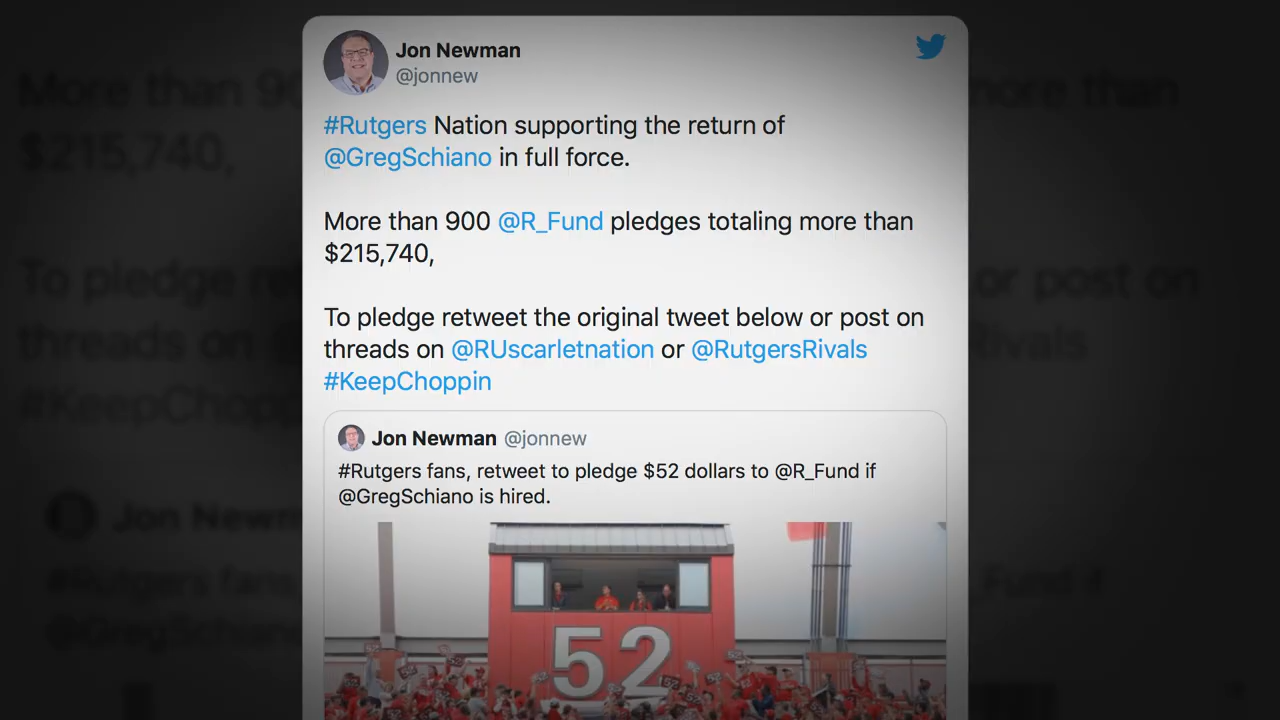 Jon Newman
@jonnew
#Rutgers Nation supporting the return of
@GregSchiano in full force.
More than 900 @R_Fund pledges totaling more than
$215,740,
To pledge retweet the original tweet below or post on
threads on @RUscarletnation or @RutgersRivals
#KeepChoppin
Jon Newman @jonnew
#Rutgers fans, retweet to pledge $52 dollars to @R_Fund if
@GregSchiano is hired.
52